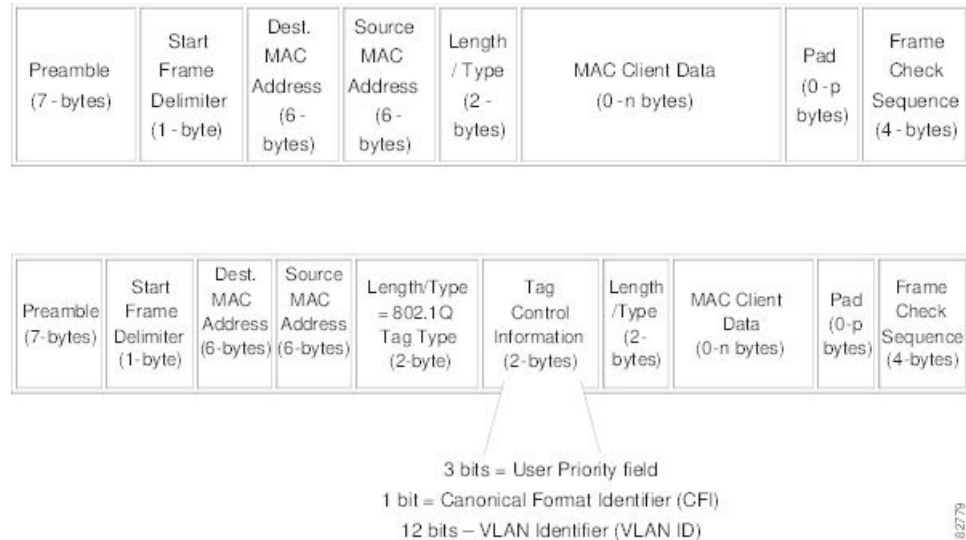 Preamble
(7 - bytes)
Start
Frame
Delimiter
(1 - byte)
Dest.
MAC
Address
(6 -
bytes)
Source
MAC
Address
(6 -
bytes)
Length
/ Type
(2 -
bytes)
MAC Client Data
(0 -n bytes)
Pad
(0 -p
bytes)
Frame
Check
Sequence
(4 - bytes)
Preamble
(7-bytes)
Start
Frame
Delimiter
(1-byte)
Dest.
MAC
Address
(6-bytes)
Source
MAC
Address
(6-bytes)
Length/Type
= 802.1Q
Tag Type
(2-byte)
Tag
Control
Information
(2-bytes)
Length
/Type
(2-
bytes)
MAC Client
Data
(0-n bytes)
Pad
(0-p
bytes)
Frame
Check
Sequence
(4-bytes)
3 bits = User Priority field
1 bit = Canonical Format Identifier (CFI)
12 bits – VLAN Identifier (VLAN ID)
82779